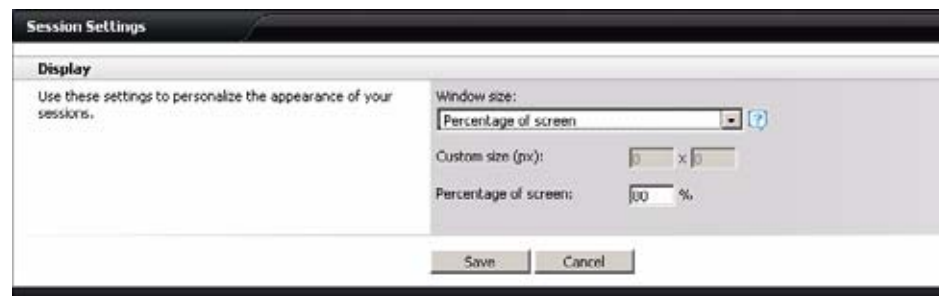 Session Settings
Display
Use these settings to personalize the appearance of your
sessions.
Window size:
Percentage of screen
Custom size (px):
0 x 0
Percentage of screen:
80 %
Save
Cancel